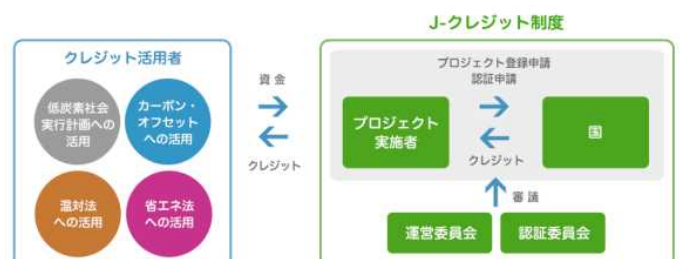 J-クレジット制度
クレジット活用者
低炭素社会
実行計画への
活用
カーボン・
オフセット
への活用
温対法
への活用
省エネ法
への活用
資金
クレジット
プロジェクト登録申請
認証申請
プロジェクト
実施者
クレジット
国
審議
運営委員会
認証委員会